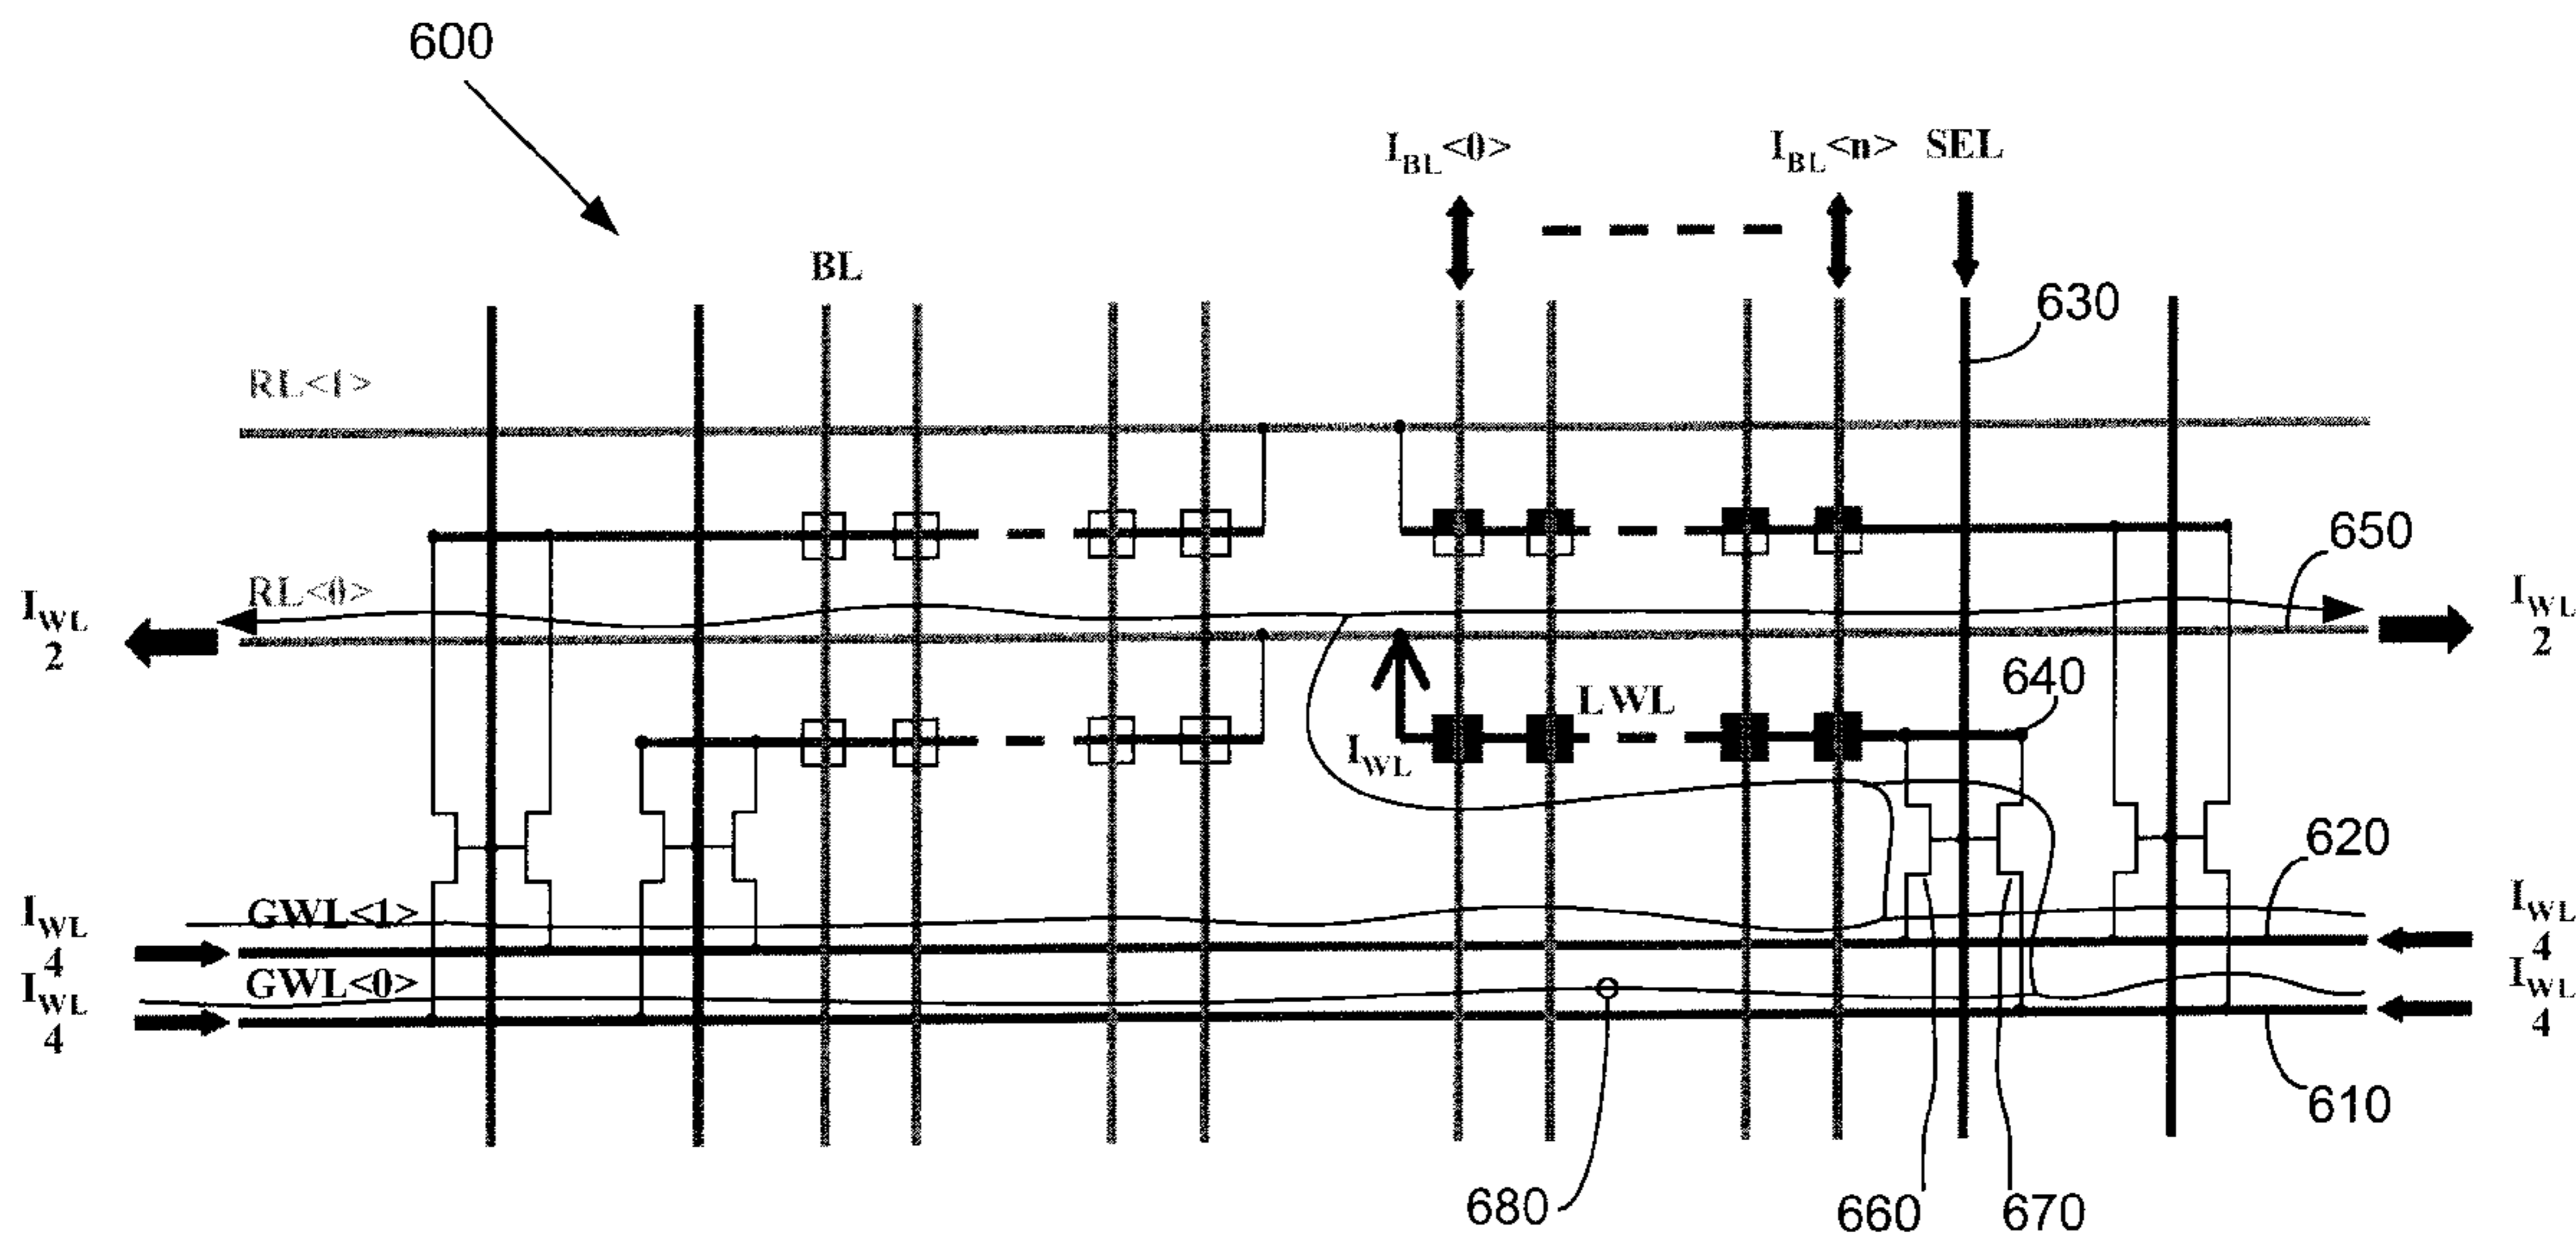 600
I_BL<0> I_BL<n> SEL
630
BL
RL<1>
650
RL<0>
I_WL
2
I_WL
2
640
LWL
I_WL
620
I_WL
4
GWL<1>
I_WL
4
I_WL
4
GWL<0>
I_WL
4
610
680
660
670